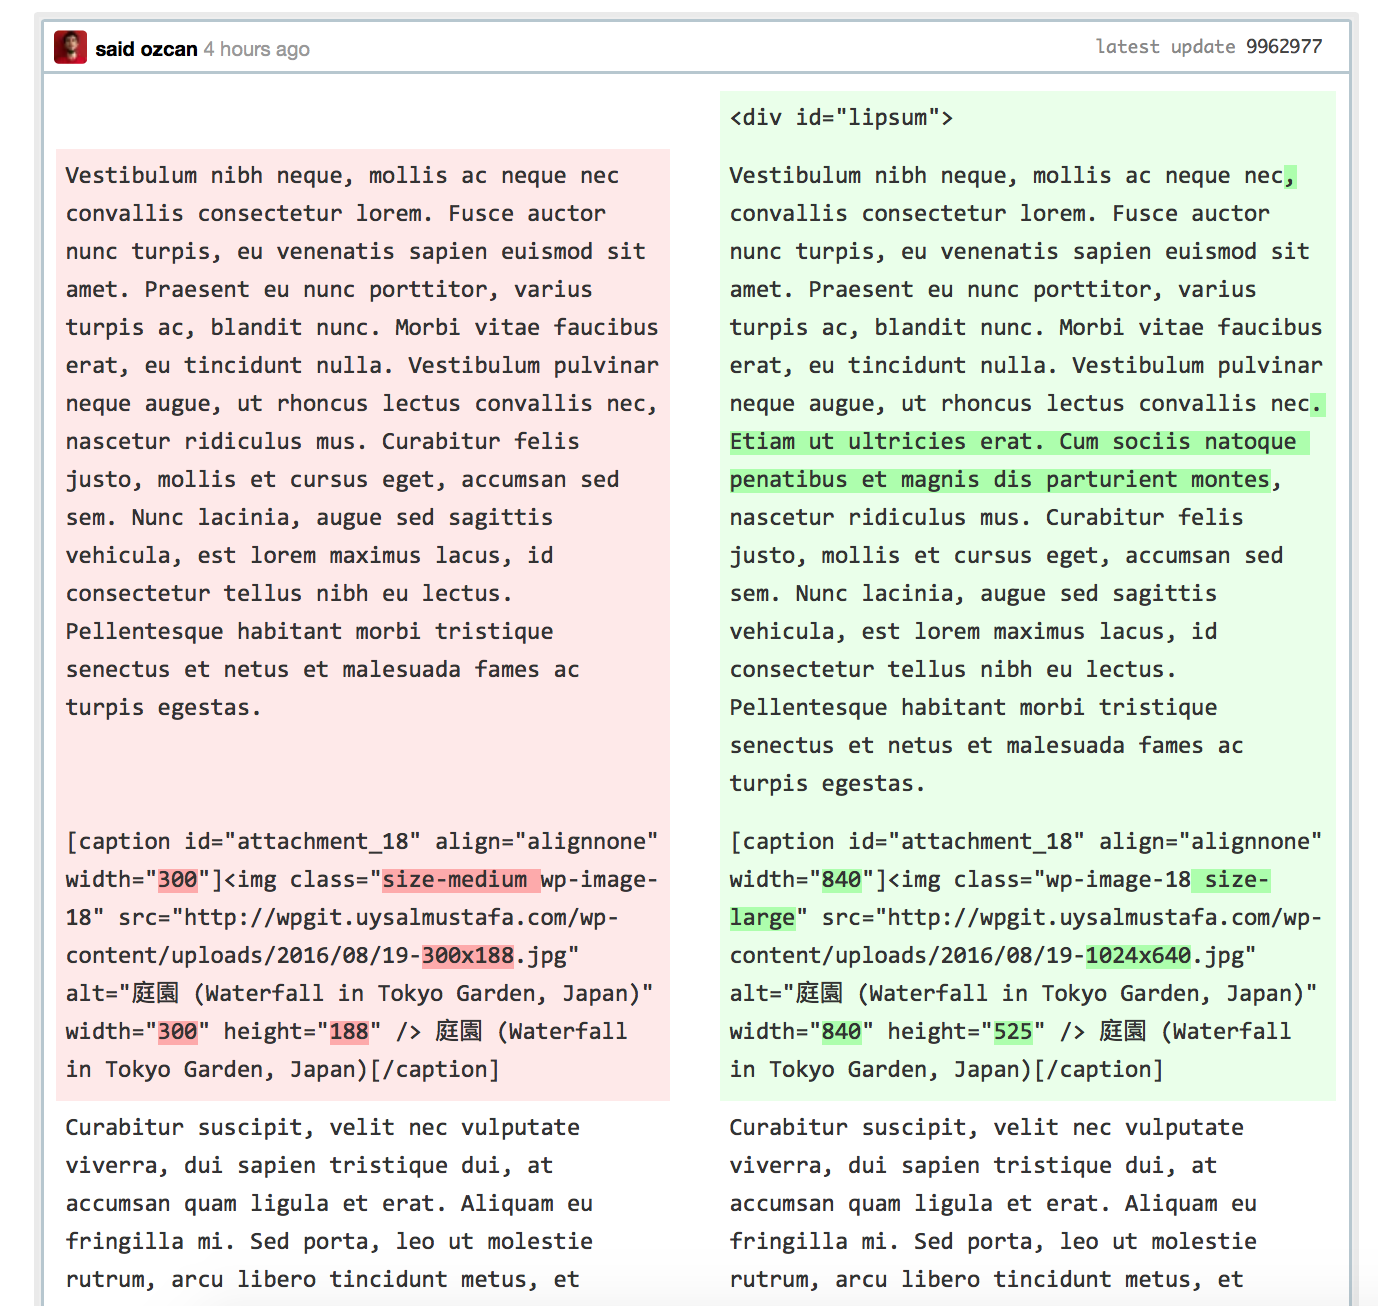 said ozcan 4 hours ago
latest update 9962977
Vestibulum nibh neque, mollis ac neque nec
convallis consectetur lorem. Fusce auctor
nunc turpis, eu venenatis sapien euismod sit
amet. Praesent eu nunc porttitor, varius
turpis ac, blandit nunc. Morbi vitae faucibus
erat, eu tincidunt nulla. Vestibulum pulvinar
neque augue, ut rhoncus lectus convallis nec,
nascetur ridiculus mus. Curabitur felis
justo, mollis et cursus eget, accumsan sed
sem. Nunc lacinia, augue sed sagittis
vehicula, est lorem maximus lacus, id
consectetur tellus nibh eu lectus.
Pellentesque habitant morbi tristique
senectus et netus et malesuada fames ac
turpis egestas.
[caption id="attachment_18" align="alignnone"
width="300"]<img class="size-medium wp-image-
18" src="http://wpgit.uysalmustafa.com/wp-
content/uploads/2016/08/19-300x188.jpg"
alt="庭園 (Waterfall in Tokyo Garden, Japan)"
width="300" height="188" /> 庭園 (Waterfall
in Tokyo Garden, Japan)[/caption]
Curabitur suscipit, velit nec vulputate
viverra, dui sapien tristique dui, at
accumsan quam ligula et erat. Aliquam eu
fringilla mi. Sed porta, leo ut molestie
rutrum, arcu libero tincidunt metus, et
<div id="lipsum">
Vestibulum nibh neque, mollis ac neque nec,
convallis consectetur lorem. Fusce auctor
nunc turpis, eu venenatis sapien euismod sit
amet. Praesent eu nunc porttitor, varius
turpis ac, blandit nunc. Morbi vitae faucibus
erat, eu tincidunt nulla. Vestibulum pulvinar
neque augue, ut rhoncus lectus convallis nec.
Etiam ut ultricies erat. Cum sociis natoque
penatibus et magnis dis parturient montes,
nascetur ridiculus mus. Curabitur felis
justo, mollis et cursus eget, accumsan sed
sem. Nunc lacinia, augue sed sagittis
vehicula, est lorem maximus lacus, id
consectetur tellus nibh eu lectus.
Pellentesque habitant morbi tristique
senectus et netus et malesuada fames ac
turpis egestas.
[caption id="attachment_18" align="alignnone"
width="840"]<img class="wp-image-18 size-
large" src="http://wpgit.uysalmustafa.com/wp-
content/uploads/2016/08/19-1024x640.jpg"
alt="庭園 (Waterfall in Tokyo Garden, Japan)"
width="840" height="525" /> 庭園 (Waterfall
in Tokyo Garden, Japan)[/caption]
Curabitur suscipit, velit nec vulputate
viverra, dui sapien tristique dui, at
accumsan quam ligula et erat. Aliquam eu
fringilla mi. Sed porta, leo ut molestie
rutrum, arcu libero tincidunt metus, et